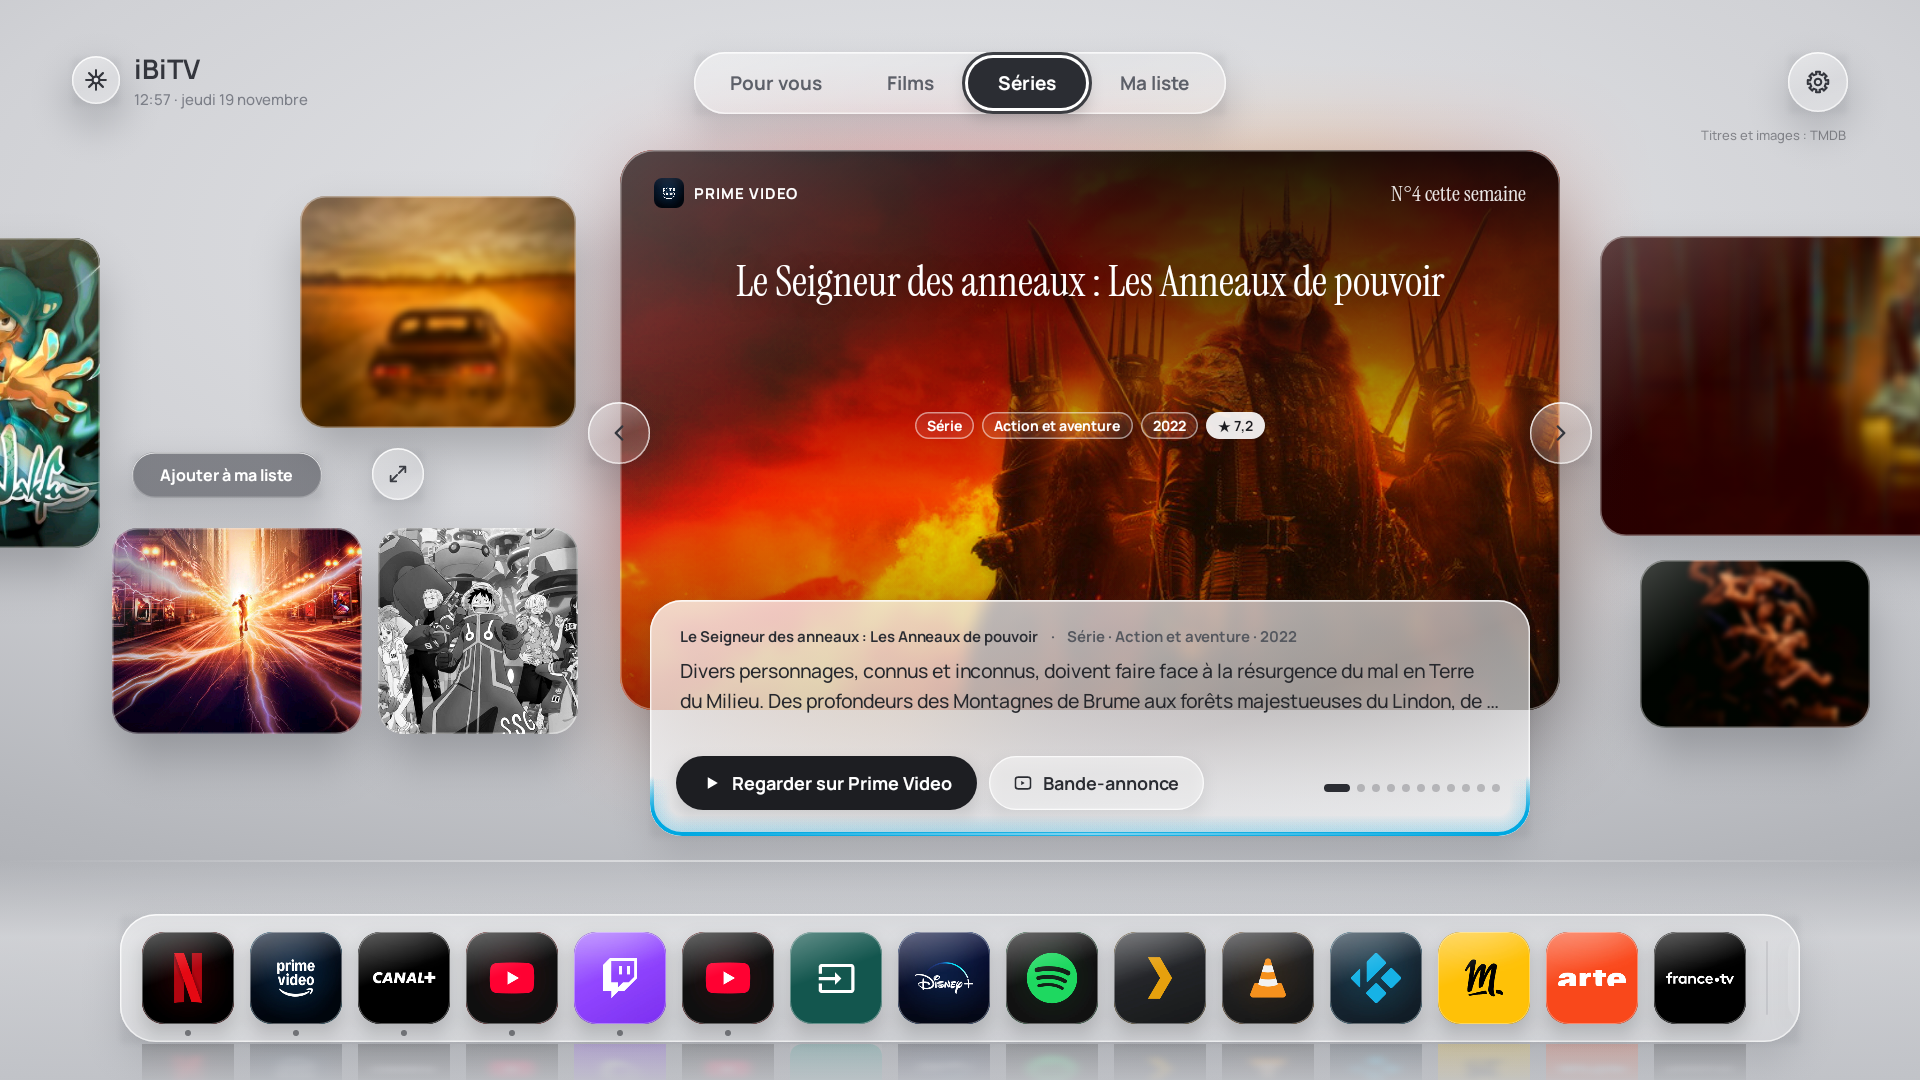 iBiTV
12:57 · jeudi 19 novembre
Pour vous
Films
Séries
Ma liste
Titres et images : TMDB
PRIME VIDEO
N°4 cette semaine
Le Seigneur des anneaux : Les Anneaux de pouvoir
Série
Action et aventure
2022
★ 7,2
Ajouter à ma liste
Le Seigneur des anneaux : Les Anneaux de pouvoir · Série · Action et aventure · 2022
Divers personnages, connus et inconnus, doivent faire face à la résurgence du mal en Terre
du Milieu. Des profondeurs des Montagnes de Brume aux forêts majestueuses du Lindon, de ...
Regarder sur Prime Video
Bande-annonce
N
prime
video
CANAL+
Disney+
m.
arte
france•tv